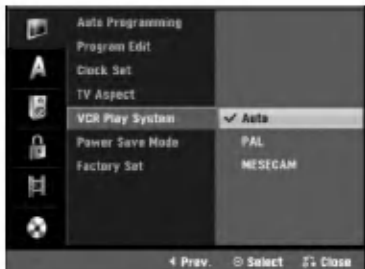 Auto Programming
Program Edit
A
Clock Set
TV Aspect
VCR Play System
✓ Auto
Power Save Mode
PAL
Factory Set
MESECAM
Prev.
Select
Close